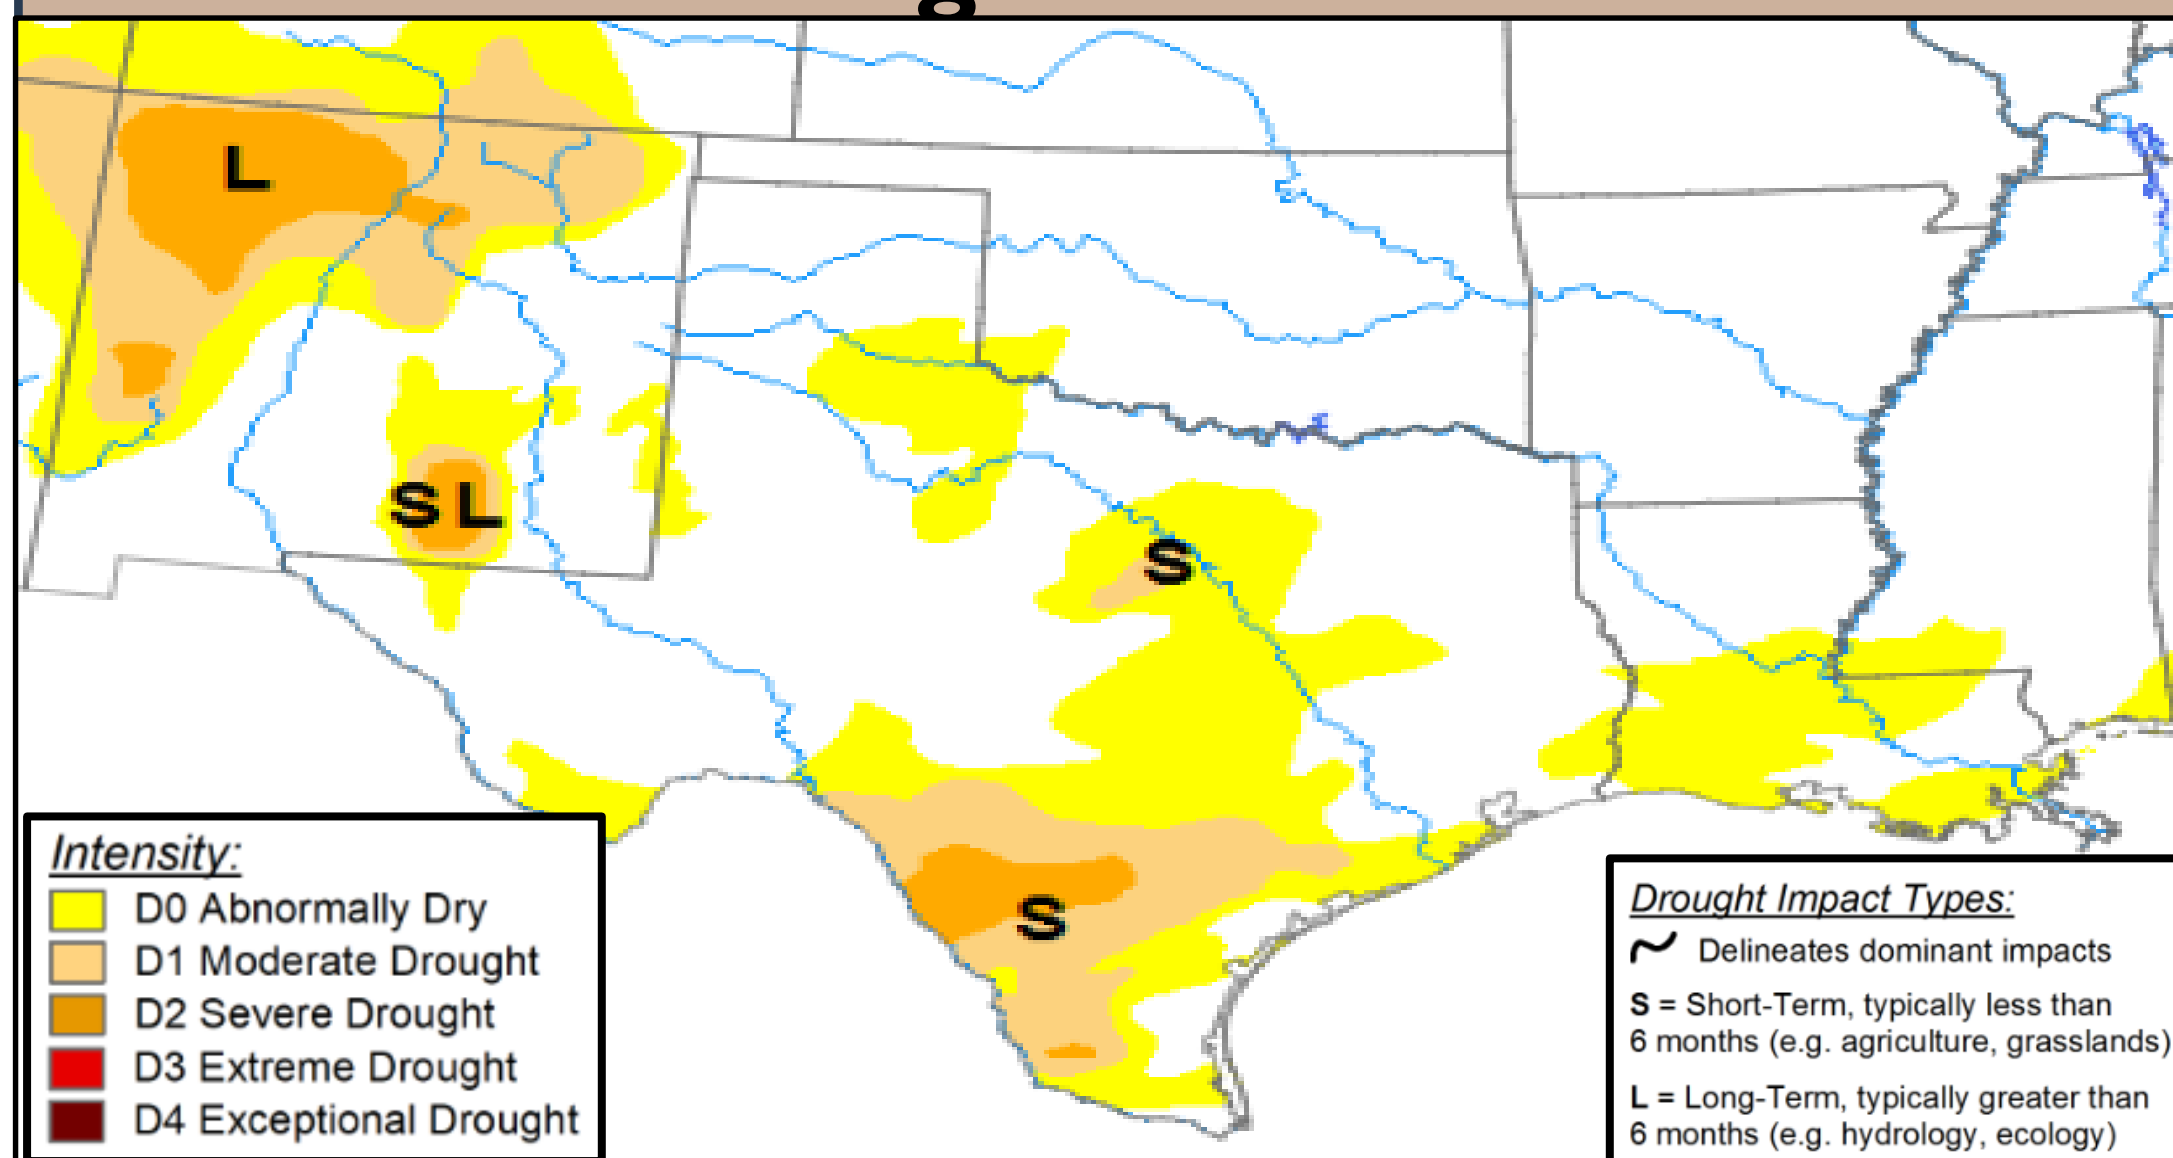 g
L
S L
S
S
Intensity:
D0 Abnormally Dry
D1 Moderate Drought
D2 Severe Drought
D3 Extreme Drought
D4 Exceptional Drought
Drought Impact Types:
Delineates dominant impacts
S = Short-Term, typically less than
6 months (e.g. agriculture, grasslands)
L = Long-Term, typically greater than
6 months (e.g. hydrology, ecology)